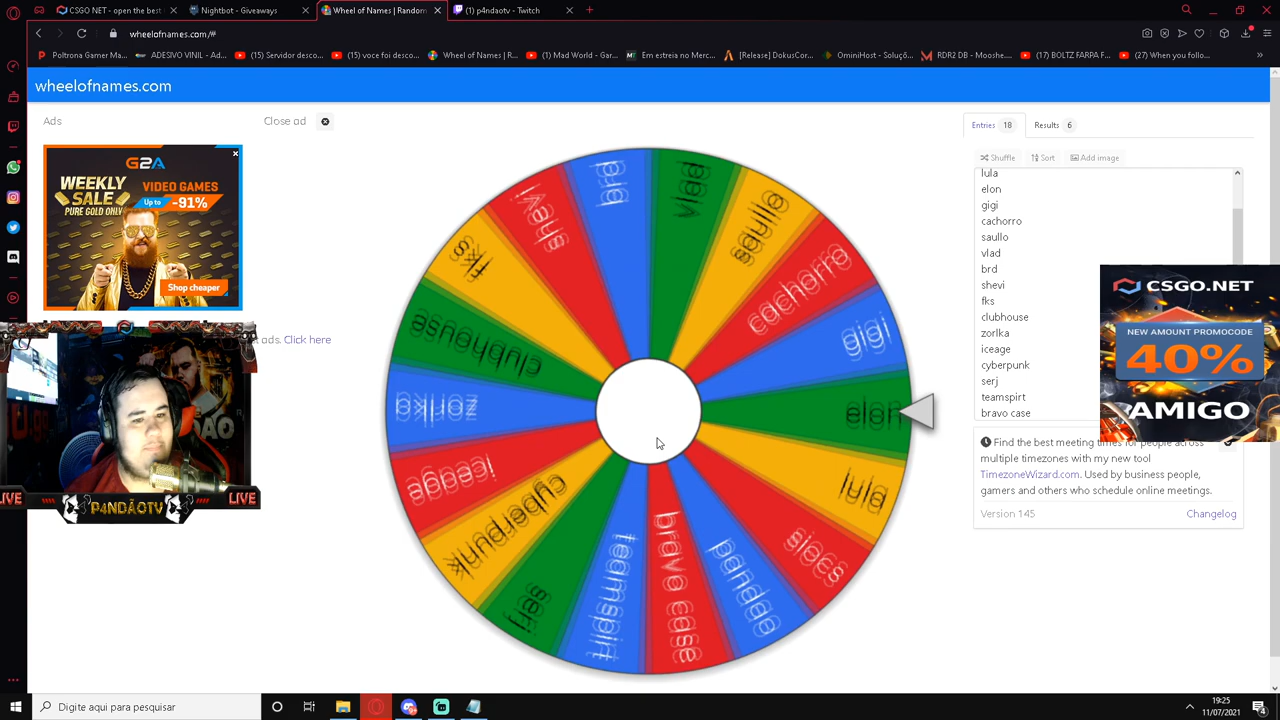 CSGO NET - open the best
Nightbot - Giveaways
Wheel of Names | Random
(1) p4ndaotv - Twitch
wheelofnames.com/#
Poltrona Gamer Ma...
ADESIVO VINIL - Ad...
(15) Servidor desco...
(15) voce foi desco...
Wheel of Names | R...
(1) Mad World - Gar...
Em estreia no Merc...
[Release] DokusCor...
OminiHost - Soluçõ...
RDR2 DB - Mooshe...
(17) BOLTZ FARPA F...
(27) When you follo...
wheelofnames.com
Ads
Close ad
G2A
WEEKLY
SALE
PURE GOLD ONLY
VIDEO GAMES
Up to -91%
Shop cheaper
t ads. Click here
LIVE
P4NDÃOTV
LIVE
brd
vlad
saullo
cachorro
gigi
elon
lula
pandao
bravo case
teamspirt
serj
cyberpunk
iceage
zorlka
clubhouse
fks
shevi
Entries 18
Results 6
Shuffle
Sort
Add image
lula
elon
gigi
cachorro
saullo
vlad
brd
shevi
fks
clubhouse
zorlka
iceage
cyberpunk
serj
teamspirt
bravo case
CSGO.NET
NEW AMOUNT PROMOCODE
40%
AMIGO
Find the best meeting times for people across
multiple timezones with my new tool
TimezoneWizard.com. Used by business people,
gamers and others who schedule online meetings.
Version 145
Changelog
Digite aqui para pesquisar
19:25
11/07/2021
4